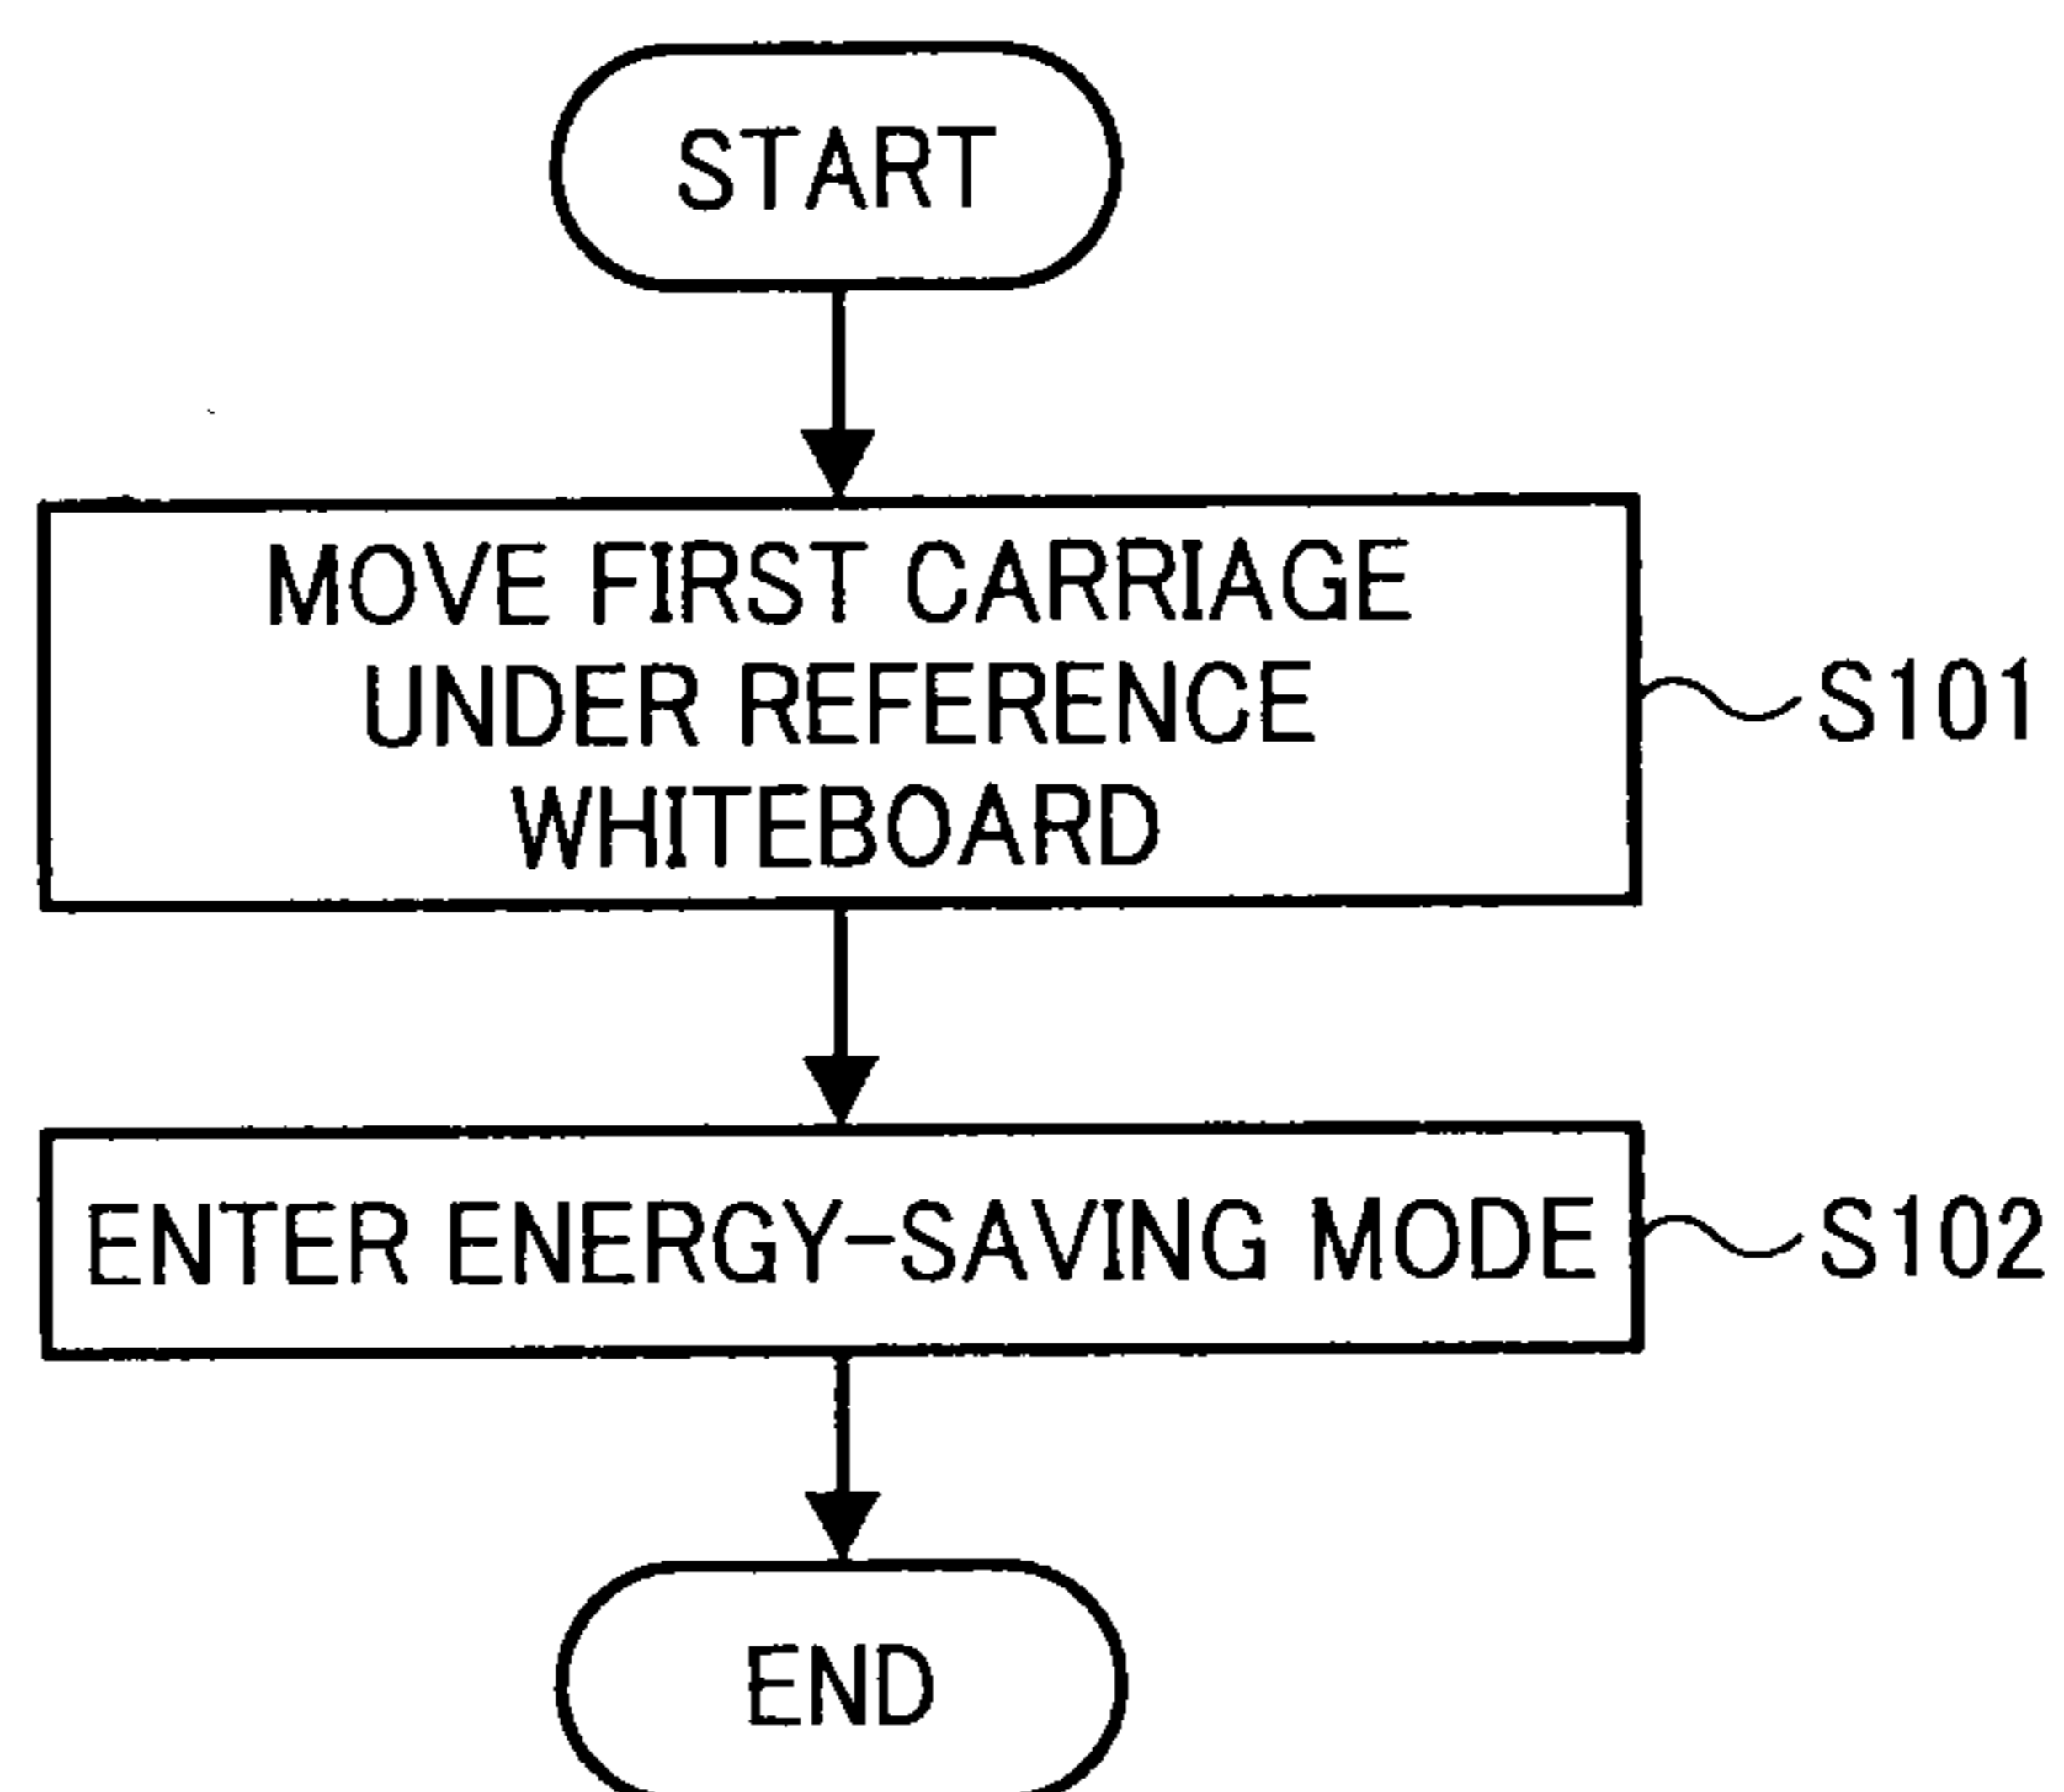 START
MOVE FIRST CARRIAGE
UNDER REFERENCE
WHITEBOARD
S101
ENTER ENERGY-SAVING MODE
S102
END